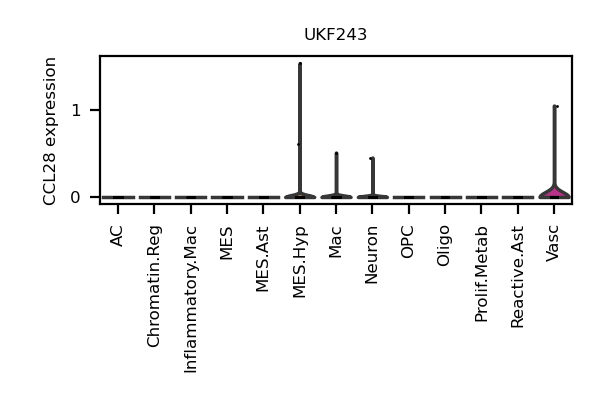 UKF243
CCL28 expression
1
0
AC
Chromatin.Reg
Inflammatory.Mac
MES
MES.Ast
MES.Hyp
Mac
Neuron
OPC
Oligo
Prolif.Metab
Reactive.Ast
Vasc